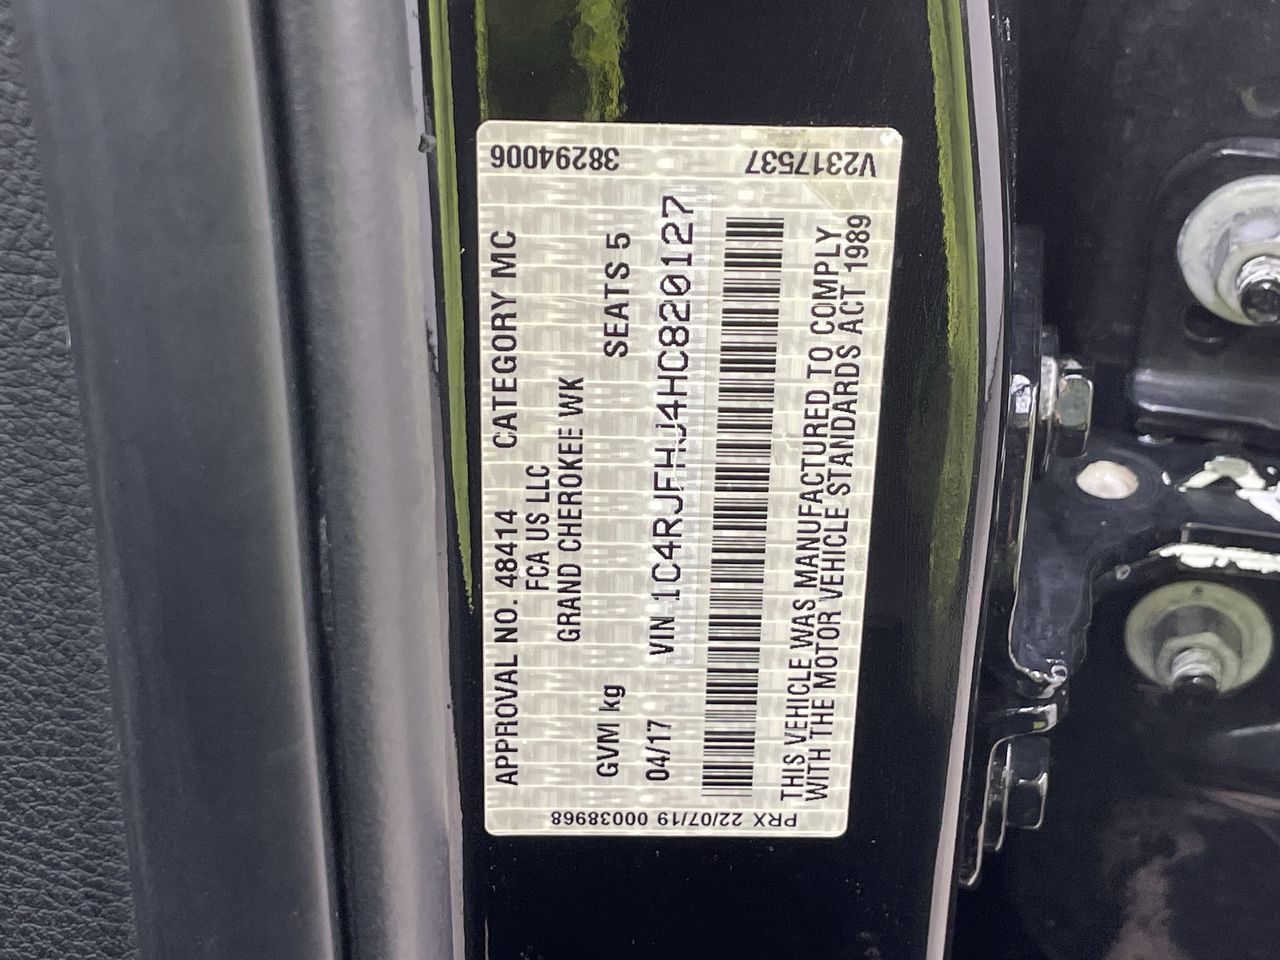 APPROVAL NO. 48414 CATEGORY MC
FCA US LLC
GRAND CHEROKEE WK
GVM kg SEATS 5
04/17 VIN 1C4RJFHJ4HC820127
THIS VEHICLE WAS MANUFACTURED TO COMPLY
WITH THE MOTOR VEHICLE STANDARDS ACT 1989
38294006 V2317537
PRX 22/07/19 00038968